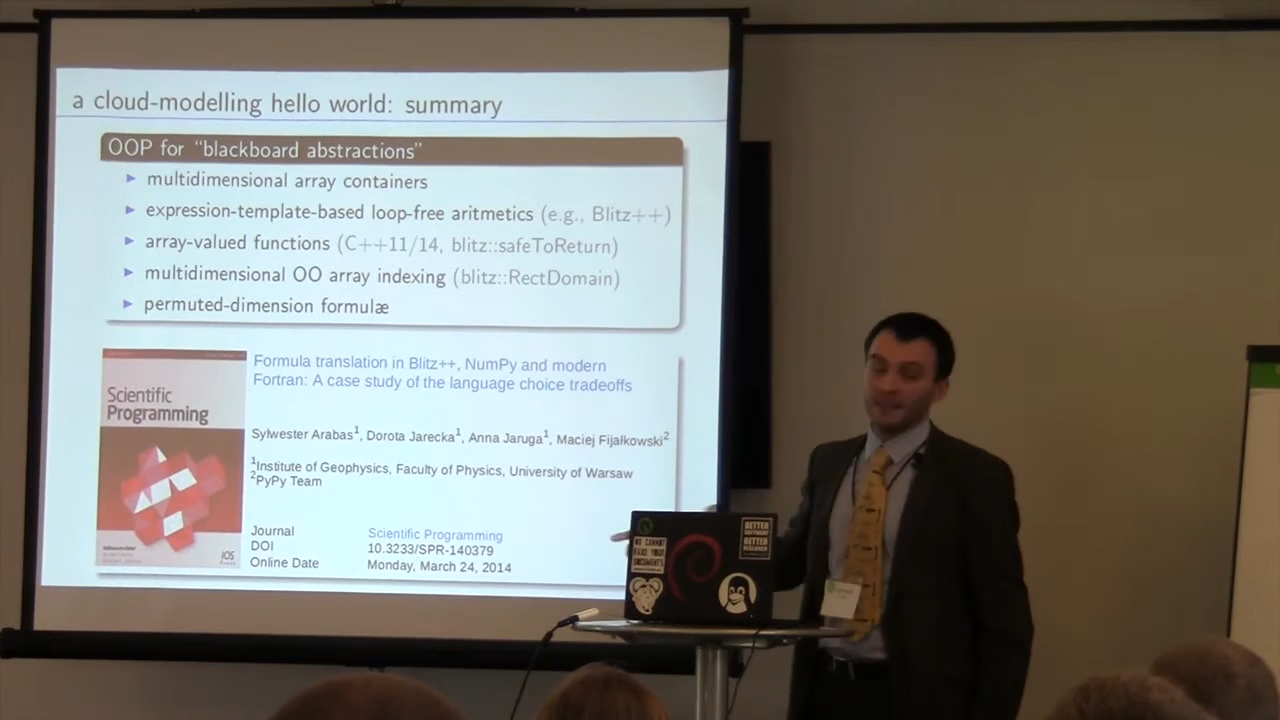 a cloud-modelling hello world: summary
OOP for “blackboard abstractions”
multidimensional array containers
expression-template-based loop-free aritmetics (e.g., Blitz++)
array-valued functions (C++11/14, blitz::safeToReturn)
multidimensional OO array indexing (blitz::RectDomain)
permuted-dimension formulæ
Scientific
Programming
IOS
Formula translation in Blitz++, NumPy and modern
Fortran: A case study of the language choice tradeoffs
Sylwester Arabas1, Dorota Jarecka1, Anna Jaruga1, Maciej Fijałkowski2
1Institute of Geophysics, Faculty of Physics, University of Warsaw
2PyPy Team
Journal Scientific Programming
DOI 10.3233/SPR-140379
Online Date Monday, March 24, 2014
WE CANNOT
READ YOUR
DOCUMENTS
BETTER
SOFTWARE
BETTER
RESEARCH